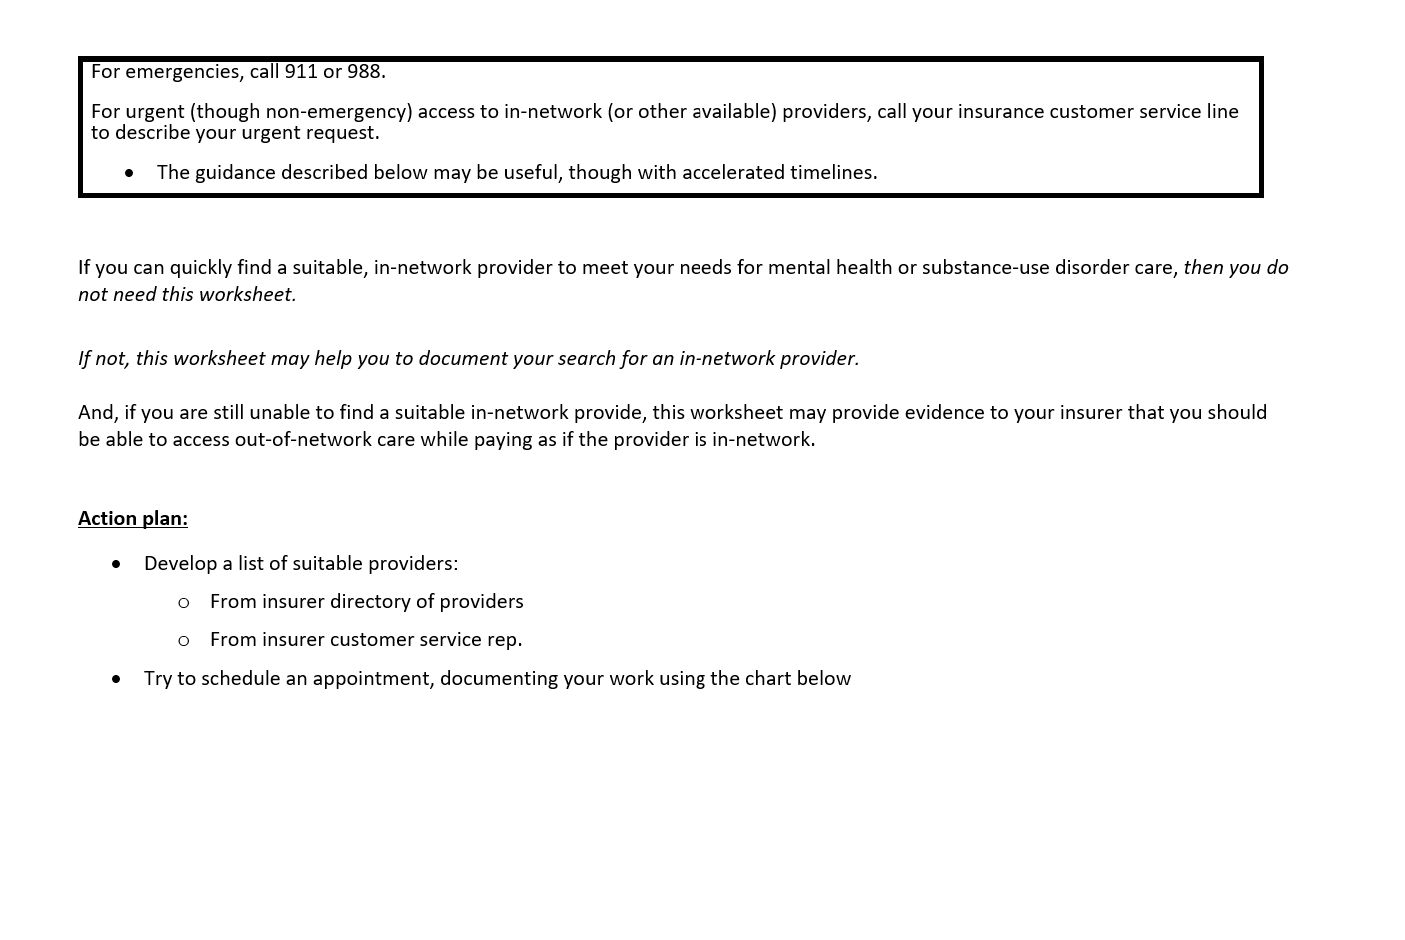 For emergencies, call 911 or 988.
For urgent (though non-emergency) access to in-network (or other available) providers, call your insurance customer service line
to describe your urgent request.
• The guidance described below may be useful, though with accelerated timelines.
If you can quickly find a suitable, in-network provider to meet your needs for mental health or substance-use disorder care, then you do
not need this worksheet.
If not, this worksheet may help you to document your search for an in-network provider.
And, if you are still unable to find a suitable in-network provide, this worksheet may provide evidence to your insurer that you should
be able to access out-of-network care while paying as if the provider is in-network.
Action plan:
• Develop a list of suitable providers:
o From insurer directory of providers
o From insurer customer service rep.
• Try to schedule an appointment, documenting your work using the chart below